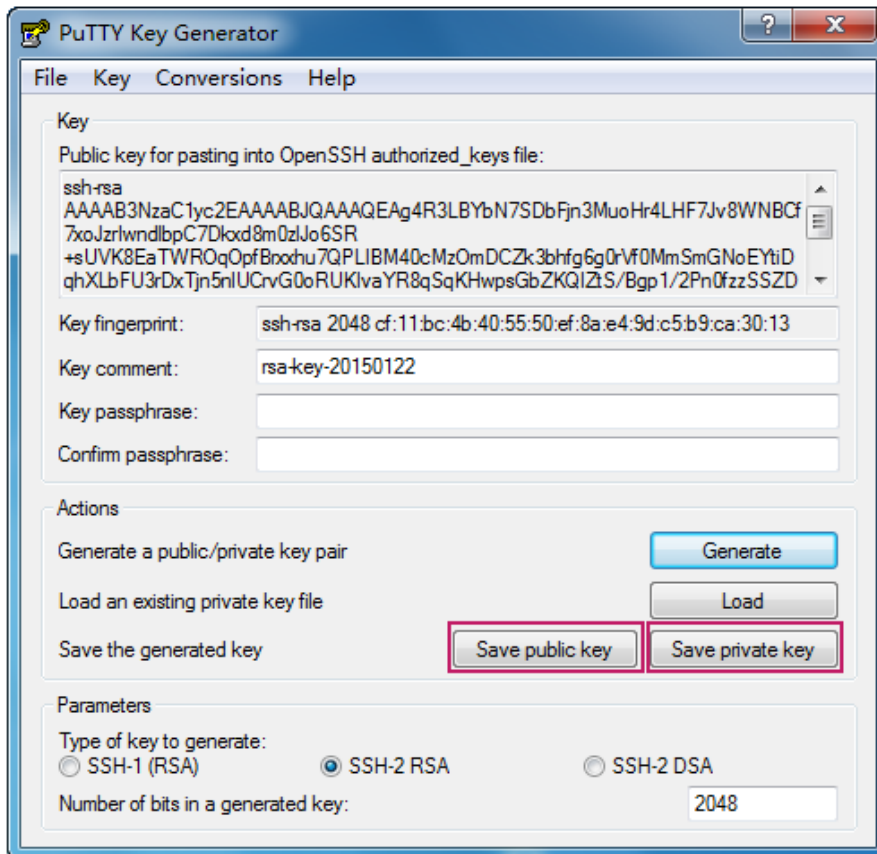 PuTTY Key Generator
File Key Conversions Help
Key
Public key for pasting into OpenSSH authorized_keys file:
ssh-rsa
AAAAB3NzaC1yc2EAAAABJQAAAQEAg4R3LBYbN7SDbFjn3MuoHr4LHF7Jv8WNBCf
7xoJzrlwndlbpC7Dkxd8m0zlJo6SR
+sUVK8EaTWROqOpfBrxxhu7QPLIBM40cMzOmDCZk3bhfg6g0rVf0MmSmGNoEYtiD
qhXLbFU3rDxTjn5nlUCrvG0oRUKlvaYR8qSqKHwpsGbZKQlZtS/Bgp1/2Pn0fzzSSZD
Key fingerprint: ssh-rsa 2048 cf:11:bc:4b:40:55:50:ef:8a:e4:9d:c5:b9:ca:30:13
Key comment: rsa-key-20150122
Key passphrase:
Confirm passphrase:
Actions
Generate a public/private key pair Generate
Load an existing private key file Load
Save the generated key Save public key Save private key
Parameters
Type of key to generate:
SSH-1 (RSA) SSH-2 RSA SSH-2 DSA
Number of bits in a generated key: 2048